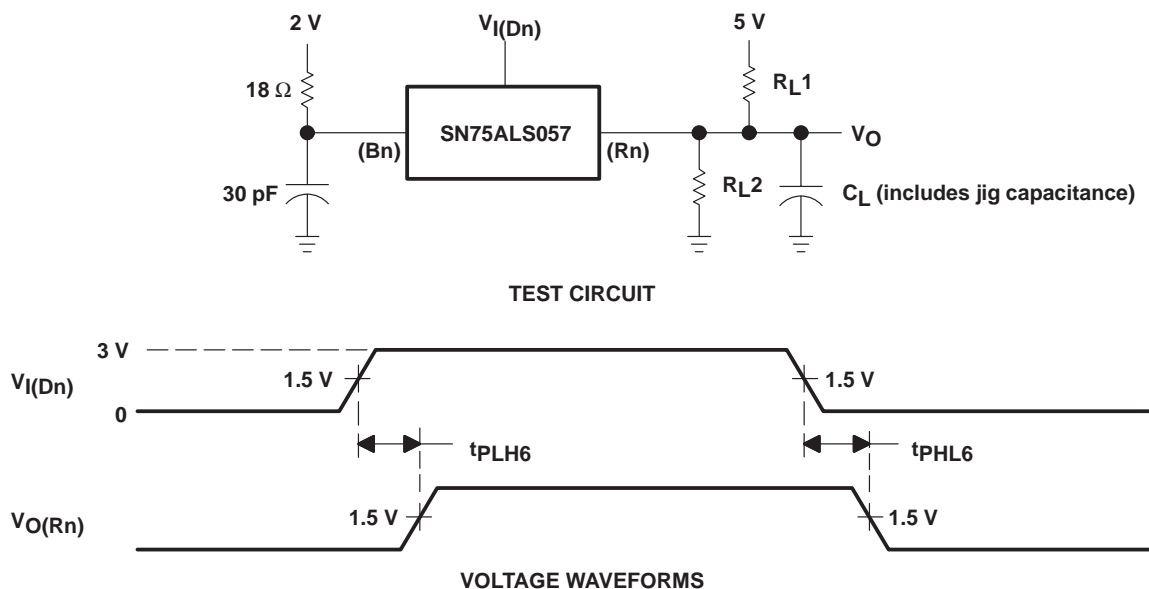 2 V
VI(Dn)
5 V
18 Ω
RL1
SN75ALS057
(Bn)
(Rn)
VO
30 pF
RL2
CL (includes jig capacitance)
TEST CIRCUIT
3 V
VI(Dn)
1.5 V
1.5 V
0
tPLH6
tPHL6
VO(Rn)
1.5 V
1.5 V
VOLTAGE WAVEFORMS